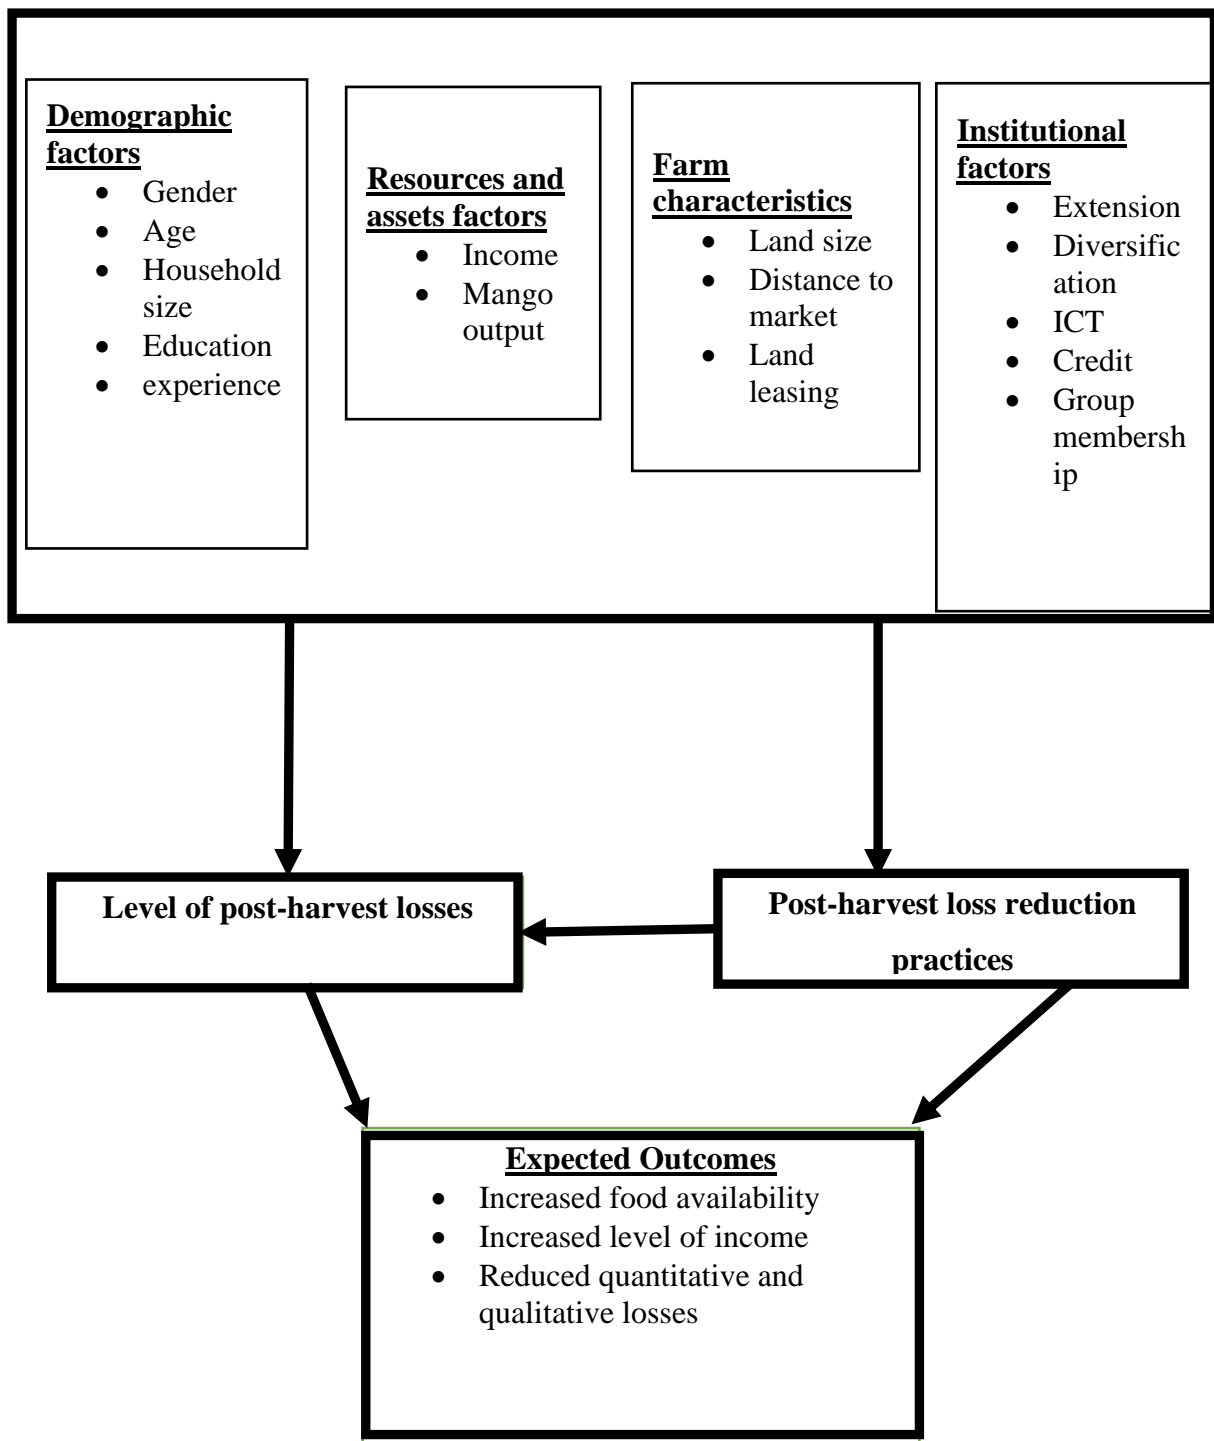 Demographic
factors
• Gender
• Age
• Household
size
• Education
• experience
Resources and
assets factors
• Income
• Mango
output
Farm
characteristics
• Land size
• Distance to
market
• Land
leasing
Institutional
factors
• Extension
• Diversific
ation
• ICT
• Credit
• Group
membersh
ip
Level of post-harvest losses
Post-harvest loss reduction
practices
Expected Outcomes
• Increased food availability
• Increased level of income
• Reduced quantitative and
qualitative losses